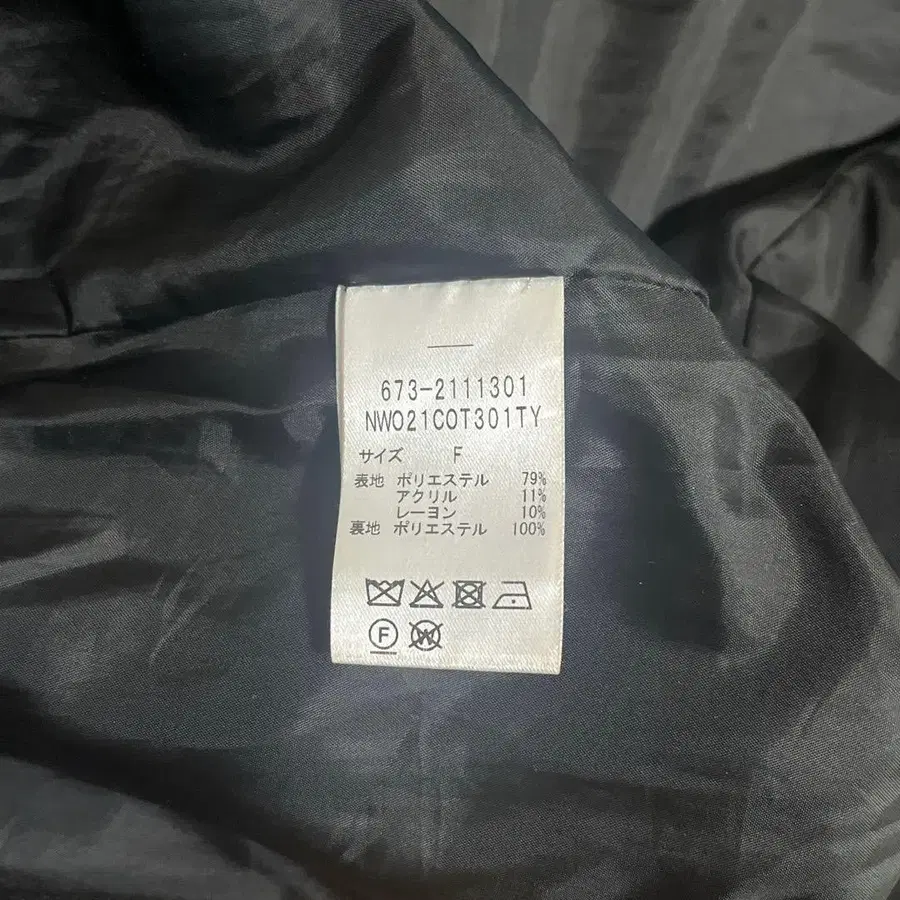 673-2111301
NWO21COT301TY
サイズ F
表地 ポリエステル 79%
アクリル 11%
レーヨン 10%
裏地 ポリエステル 100%
F W